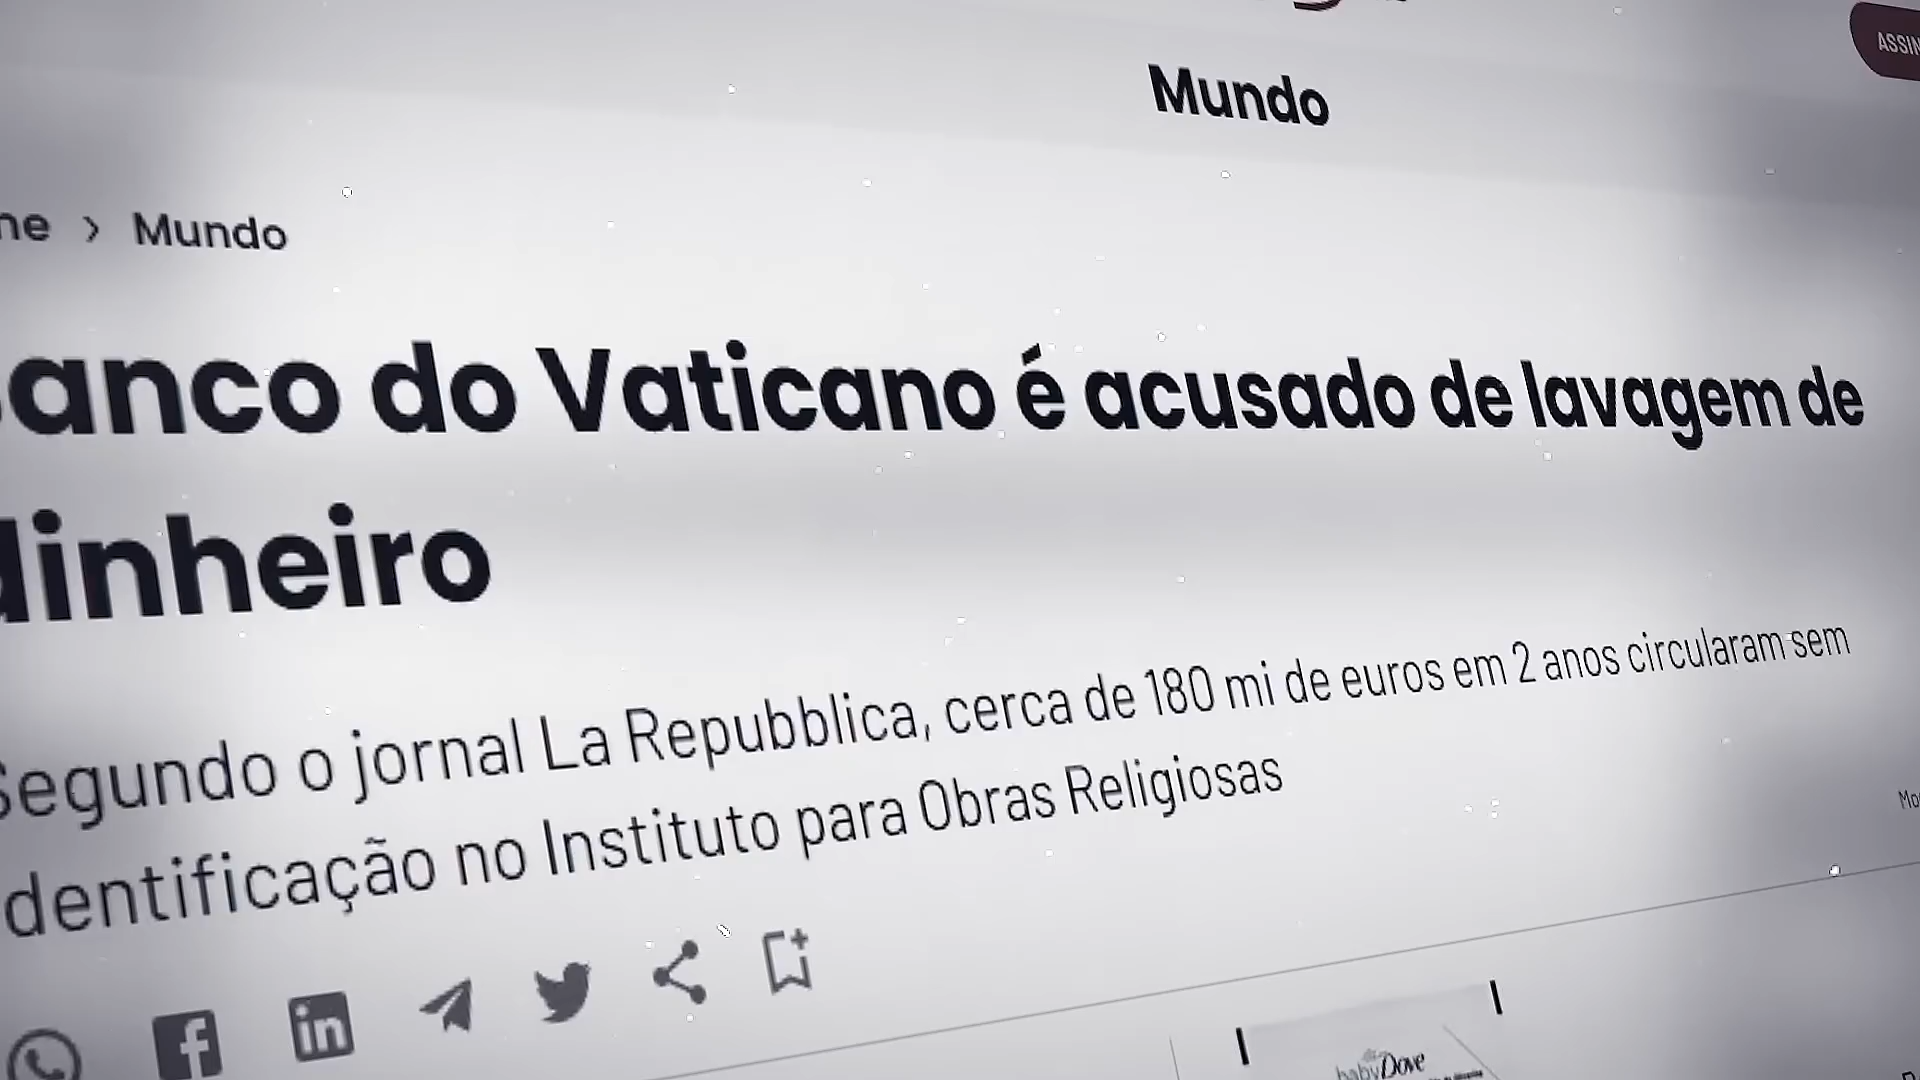 Mundo
ne > Mundo
anco do Vaticano é acusado de lavagem de
dinheiro
Segundo o jornal La Repubblica, cerca de 180 mi de euros em 2 anos circularam sem
dentificação no Instituto para Obras Religiosas
babyDove